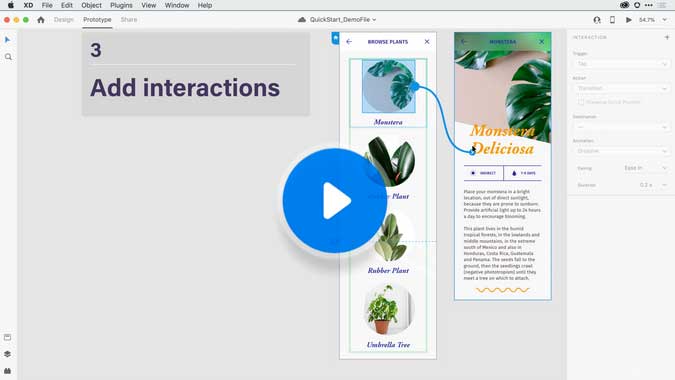 XD File Edit Object Plugins View Window Help
Design Prototype Share
QuickStart_DemoFile
54.7%
3
Add interactions
BROWSE PLANTS
Monstera
Plant
Rubber Plant
Umbrella Tree
MONSTERA
Monstera
Deliciosa
INDIRECT
7-9 DAYS
Place your monstera in a bright
location, out of direct sunlight,
because they are prone to sunburn.
Provide artificial light up to 24 hours
a day to encourage blooming.
This plant lives in the humid
tropical forests, in the lowlands and
middle mountains, in the extreme
south of Mexico and also in
Honduras, Costa Rica, Guatemala
and Panama. The seeds fall to the
ground, then the seedlings crawl
(negative phototropism) until they
meet a tree on which to attach.
INTERACTION
Trigger
Tap
Action
Transition
Preserve Scroll Position
Destination
Animation
Dissolve
Easing
Ease In
Duration
0.2 s